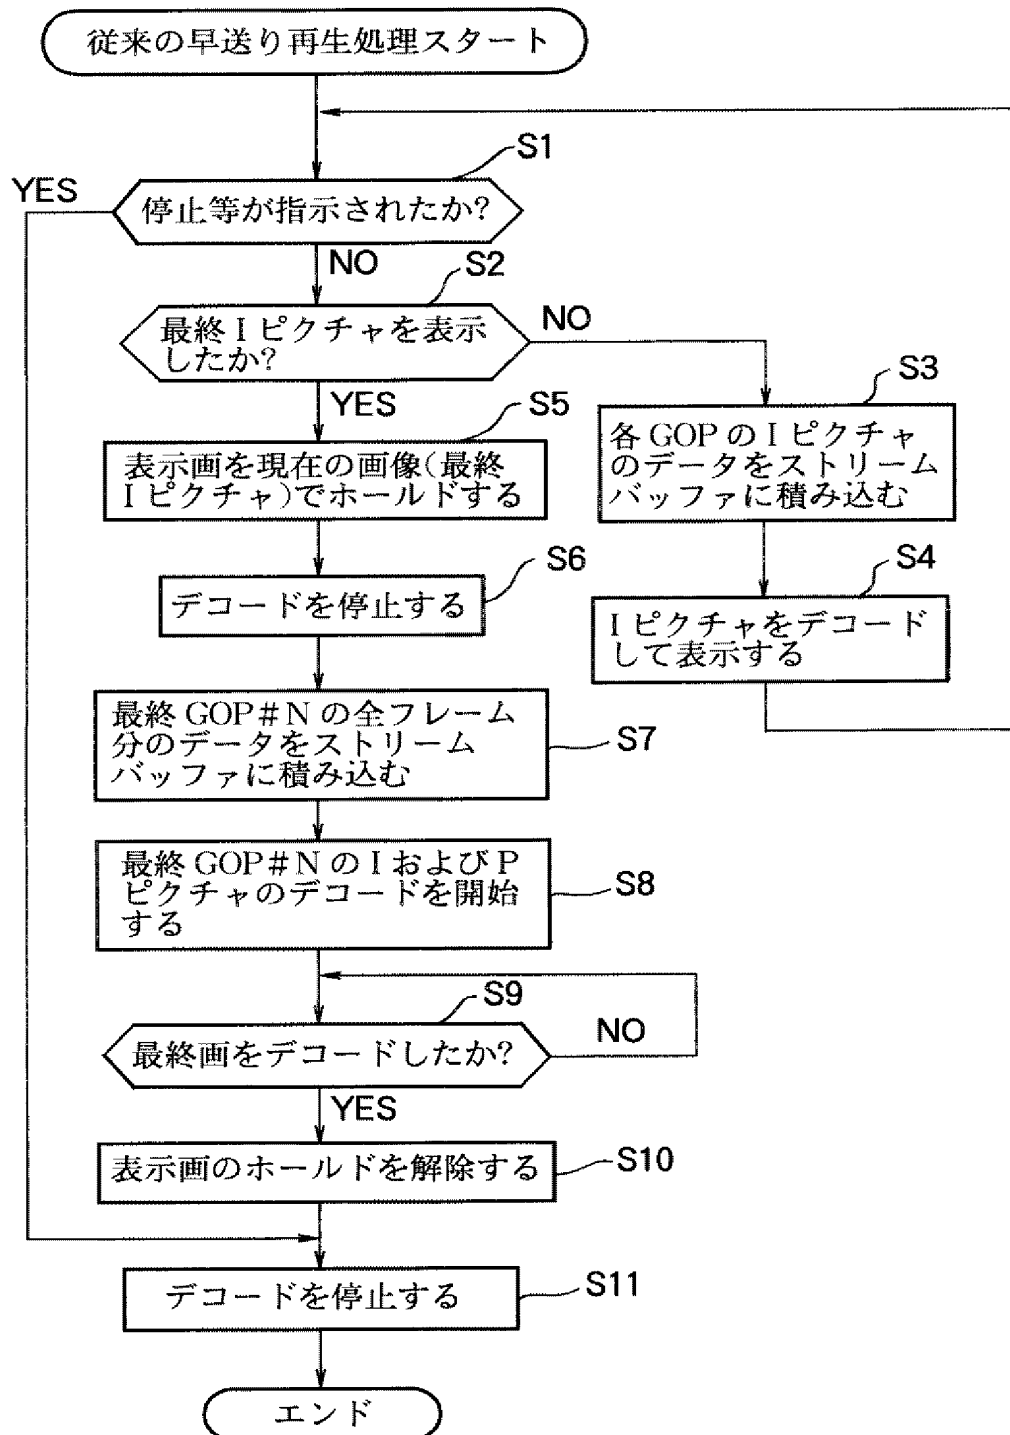 従来の早送り再生処理スタート
S1
YES
停止等が指示されたか?
NO
S2
最終Iピクチャを表示
したか?
NO
YES
S3
各GOPのIピクチャ
のデータをストリーム
バッファに積み込む
S5
表示画を現在の画像(最終
Iピクチャ)でホールドする
S4
Iピクチャをデコード
して表示する
S6
デコードを停止する
最終GOP#Nの全フレーム
分のデータをストリーム
バッファに積み込む
S7
最終GOP#NのIおよびP
ピクチャのデコードを開始
する
S8
S9
最終画をデコードしたか?
NO
YES
表示画のホールドを解除する
S10
デコードを停止する
S11
エンド